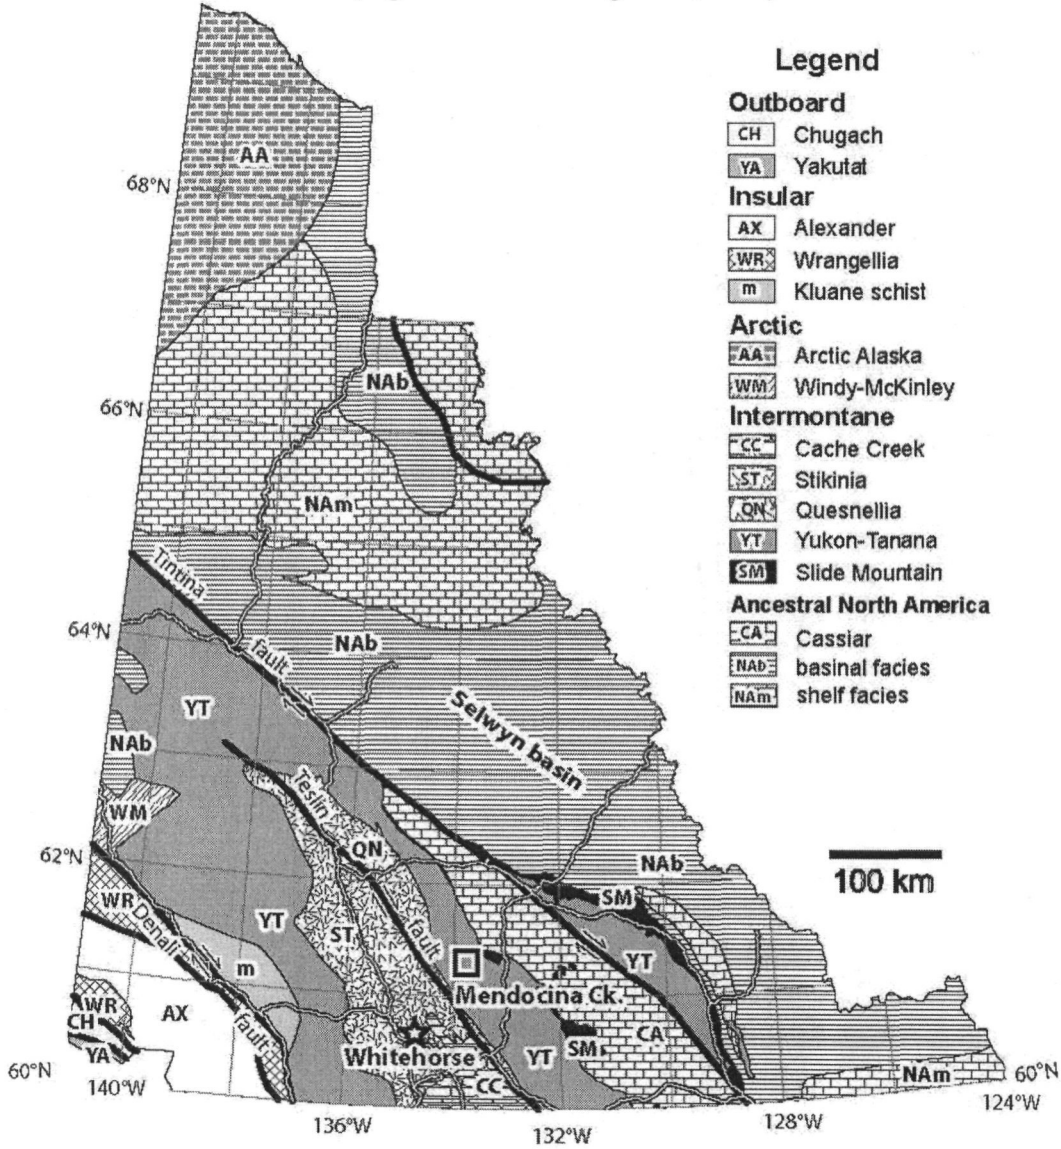 Legend
Outboard
CH Chugach
YA Yakutat
Insular
AX Alexander
WR Wrangellia
m Kluane schist
Arctic
AA Arctic Alaska
WM Windy-McKinley
Intermontane
CC Cache Creek
ST Stikinia
QN Quesnellia
YT Yukon-Tanana
SM Slide Mountain
Ancestral North America
CA Cassiar
NAb basinal facies
NAm shelf facies
AA
68°N
NAb
66°N
NAm
Tintina
fault
64°N
NAb
YT
Selwyn basin
NAb
Teslin
WM
QN
62°N
NAb
100 km
WR
SM
Denali
YT
ST
fault
YT
m
Mendocina Ck.
WR
AX
CH
fault
CA
YA
Whitehorse
YT
SM
CC
NAm
60°N
60°N
140°W
136°W
132°W
128°W
124°W